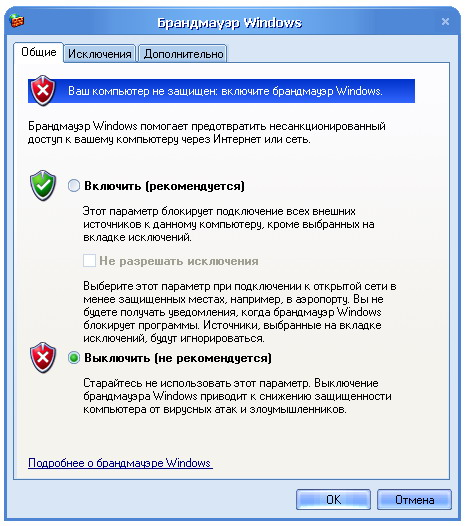 Брандмауэр Windows
Общие
Исключения
Дополнительно
Ваш компьютер не защищен: включите брандмауэр Windows.
Брандмауэр Windows помогает предотвратить несанкционированный
доступ к вашему компьютеру через Интернет или сеть.
Включить (рекомендуется)
Этот параметр блокирует подключение всех внешних
источников к данному компьютеру, кроме выбранных на
вкладке исключений.
Не разрешать исключения
Выберите этот параметр при подключении к открытой сети в
менее защищенных местах, например, в аэропорту. Вы не
будете получать уведомления, когда брандмауэр Windows
блокирует программы. Источники, выбранные на вкладке
исключений, будут игнорироваться.
Выключить (не рекомендуется)
Старайтесь не использовать этот параметр. Выключение
брандмауэра Windows приводит к снижению защищенности
компьютера от вирусных атак и злоумышленников.
Подробнее о брандмауэре Windows
OK
Отмена